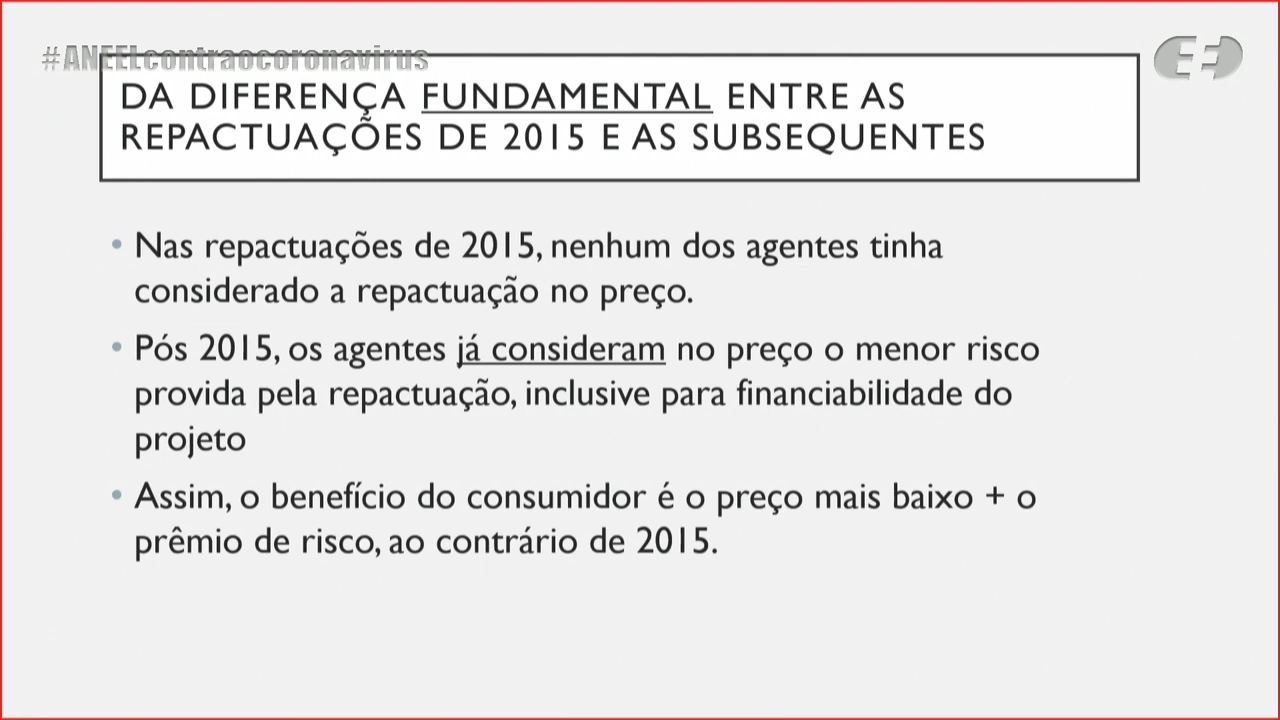 #ANEELcontraocoronavirus
DA DIFERENÇA FUNDAMENTAL ENTRE AS
REPACTUAÇÕES DE 2015 E AS SUBSEQUENTES
• Nas repactuações de 2015, nenhum dos agentes tinha
considerado a repactuação no preço.
• Pós 2015, os agentes já consideram no preço o menor risco
provida pela repactuação, inclusive para financiabilidade do
projeto
• Assim, o benefício do consumidor é o preço mais baixo + o
prêmio de risco, ao contrário de 2015.